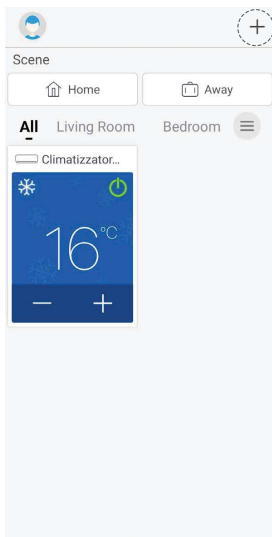 Scene
Home Away
All Living Room Bedroom
Climatizzator...
16°C